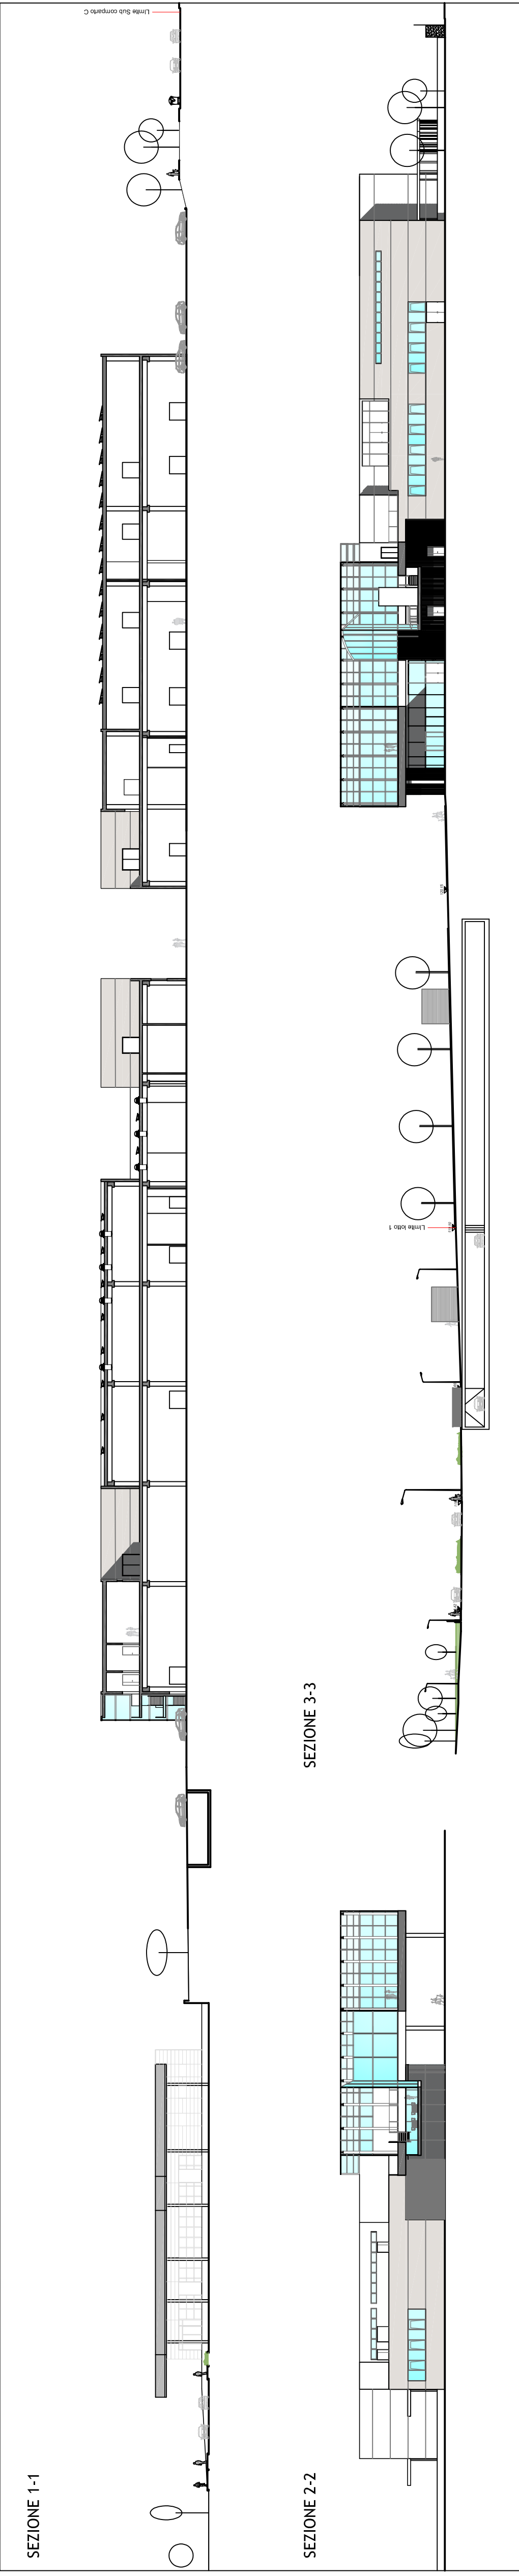 SEZIONE 1-1
Limite Sub comparto C
SEZIONE 2-2
SEZIONE 3-3
Limite lotto 1